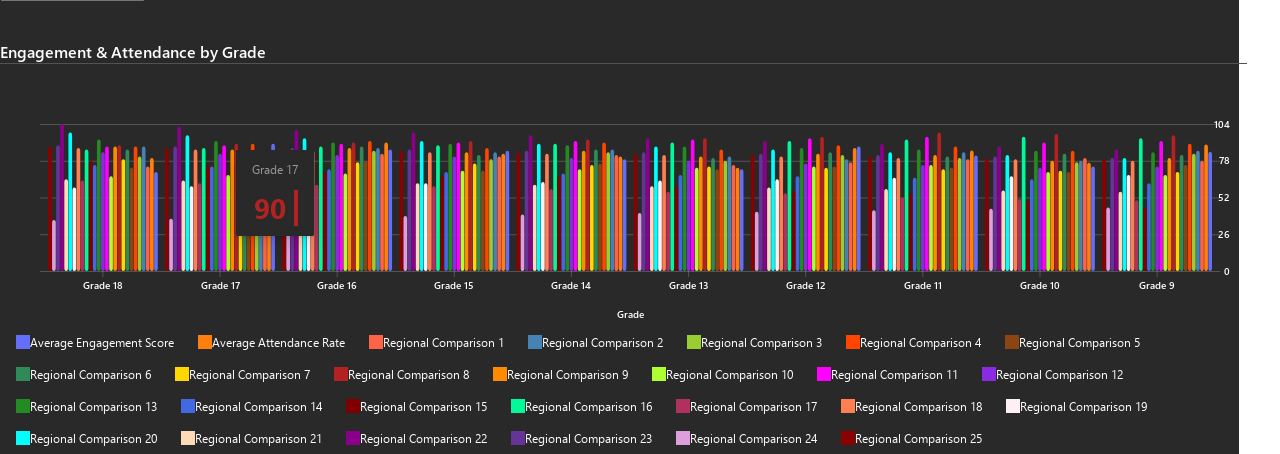 Engagement & Attendance by Grade
104
78
52
26
0
Grade 17
90
Grade 18 Grade 17 Grade 16 Grade 15 Grade 14 Grade 13 Grade 12 Grade 11 Grade 10 Grade 9
Grade
Average Engagement Score Average Attendance Rate Regional Comparison 1 Regional Comparison 2 Regional Comparison 3 Regional Comparison 4 Regional Comparison 5
Regional Comparison 6 Regional Comparison 7 Regional Comparison 8 Regional Comparison 9 Regional Comparison 10 Regional Comparison 11 Regional Comparison 12
Regional Comparison 13 Regional Comparison 14 Regional Comparison 15 Regional Comparison 16 Regional Comparison 17 Regional Comparison 18 Regional Comparison 19
Regional Comparison 20 Regional Comparison 21 Regional Comparison 22 Regional Comparison 23 Regional Comparison 24 Regional Comparison 25